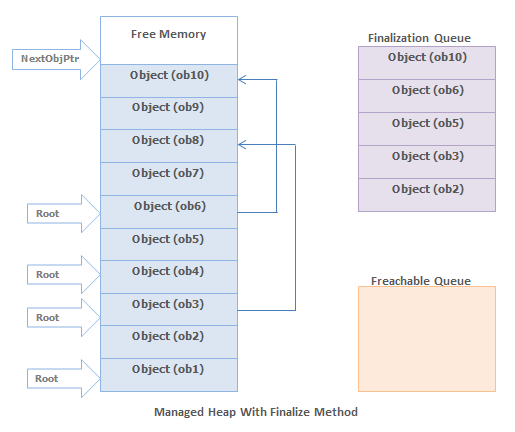 Free Memory
Finalization Queue
NextObjPtr
Object (ob10)
Object (ob10)
Object (ob9)
Object (ob6)
Object (ob8)
Object (ob5)
Object (ob7)
Object (ob3)
Root
Object (ob6)
Object (ob2)
Object (ob5)
Root
Object (ob4)
Freachable Queue
Root
Object (ob3)
Object (ob2)
Root
Object (ob1)
Managed Heap With Finalize Method